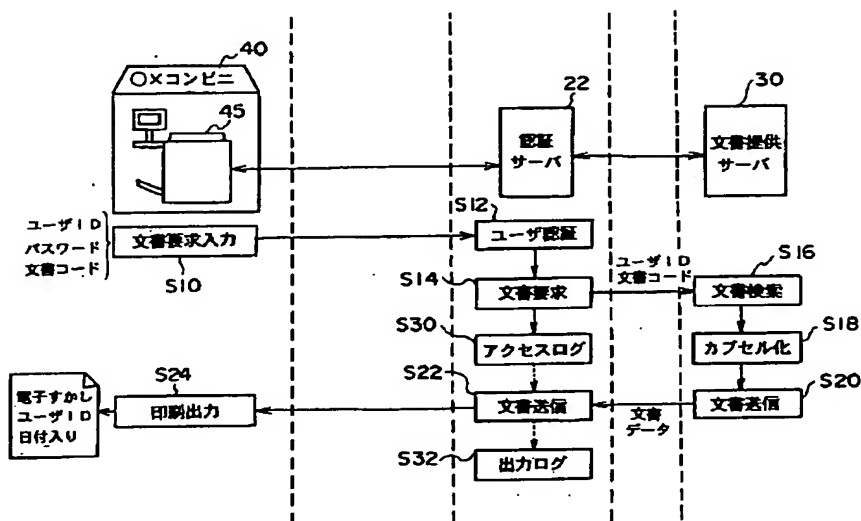 40
○×コンビニ
45
22
認証
サーバ
30
文書提供
サーバ
ユーザID
パスワード
文書コード
文書要求入力
S10
S12
ユーザ認証
S14
文書要求
ユーザID
文書コード
S16
文書検索
S30
アクセスログ
S18
カプセル化
S22
文書送信
文書
データ
S20
文書送信
S24
印刷出力
電子すかし
ユーザID
日付入り
S32
出力ログ